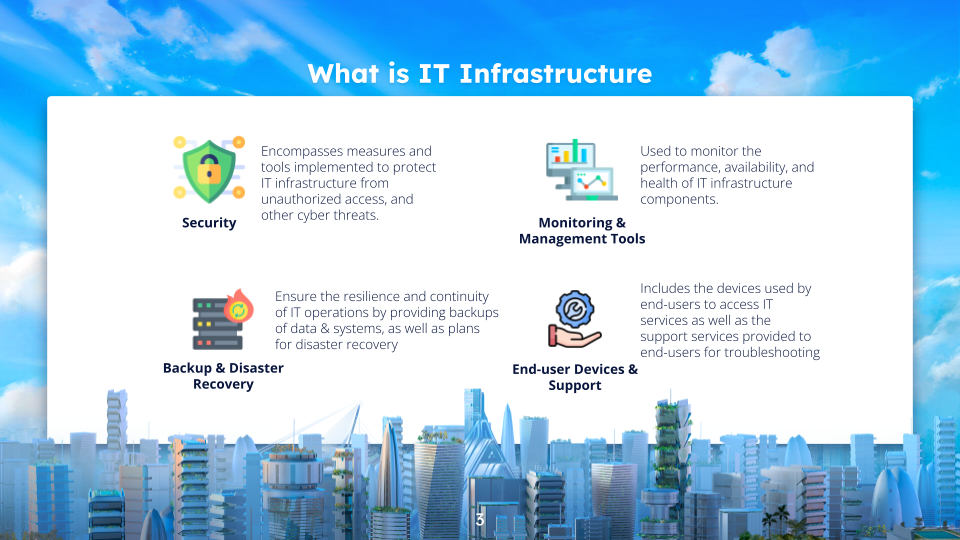 What is IT Infrastructure
Encompasses measures and
tools implemented to protect
IT infrastructure from
unauthorized access, and
other cyber threats.
Security
Used to monitor the
performance, availability, and
health of IT infrastructure
components.
Monitoring &
Management Tools
Ensure the resilience and continuity
of IT operations by providing backups
of data & systems, as well as plans
for disaster recovery
Backup & Disaster
Recovery
Includes the devices used by
end-users to access IT
services as well as the
support services provided to
end-users for troubleshooting
End-user Devices &
Support
3